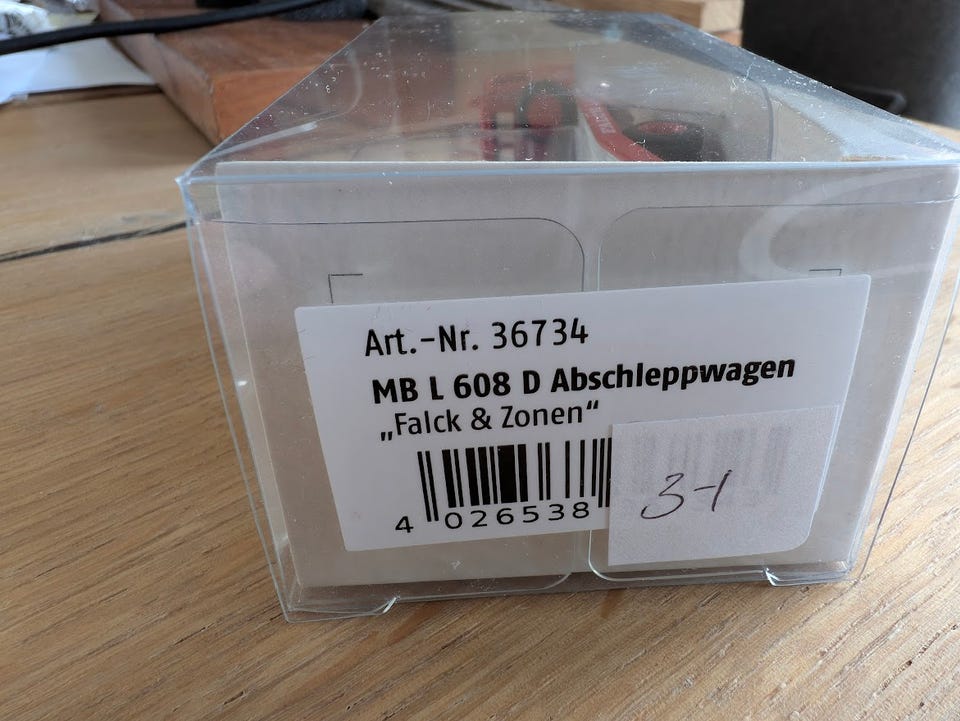 Art.-Nr. 36734
MB L 608 D Abschleppwagen
„Falck & Zonen“
4 026538
3-1